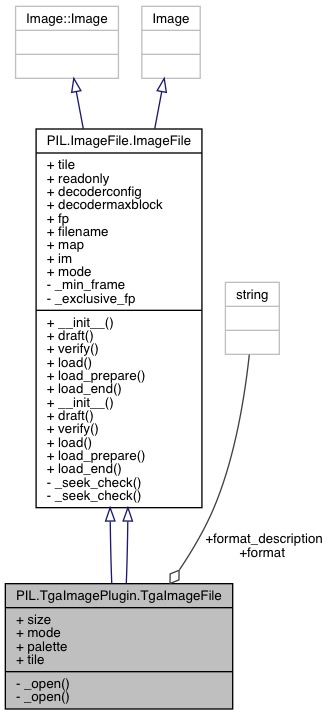 Image::Image
Image
PIL.ImageFile.ImageFile
+ tile
+ readonly
+ decoderconfig
+ decodermaxblock
+ fp
+ filename
+ map
+ im
+ mode
- _min_frame
- _exclusive_fp
+ __init__()
+ draft()
+ verify()
+ load()
+ load_prepare()
+ load_end()
+ __init__()
+ draft()
+ verify()
+ load()
+ load_prepare()
+ load_end()
- _seek_check()
- _seek_check()
string
+format_description
+format
PIL.TgaImagePlugin.TgaImageFile
+ size
+ mode
+ palette
+ tile
- _open()
- _open()